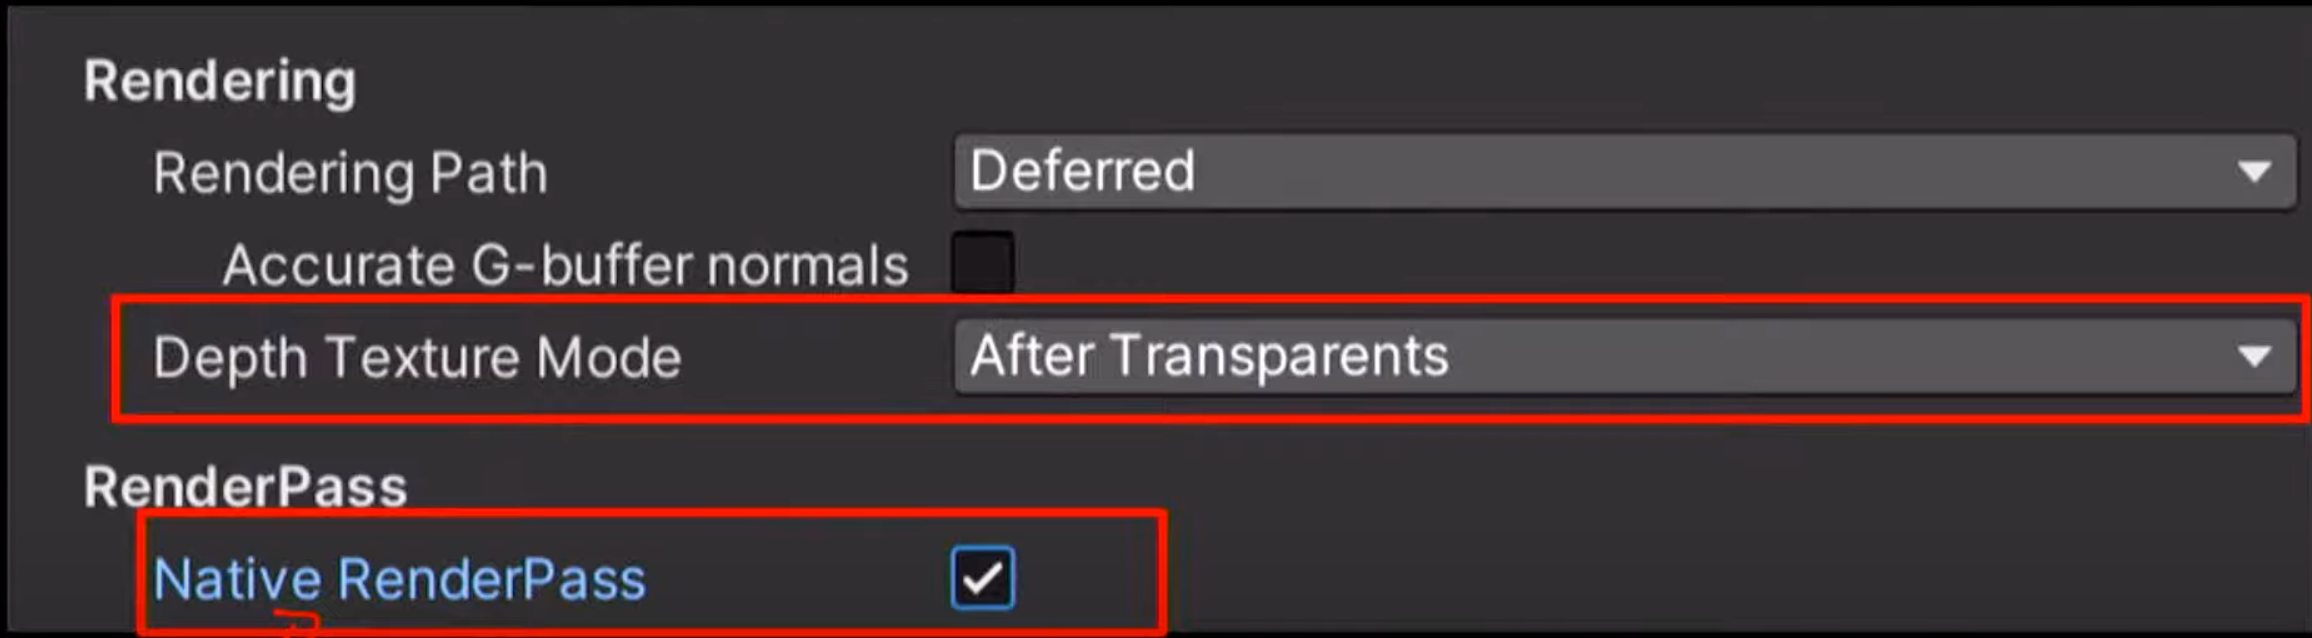 Rendering
Rendering Path Deferred
Accurate G-buffer normals
Depth Texture Mode After Transparents
RenderPass
Native RenderPass